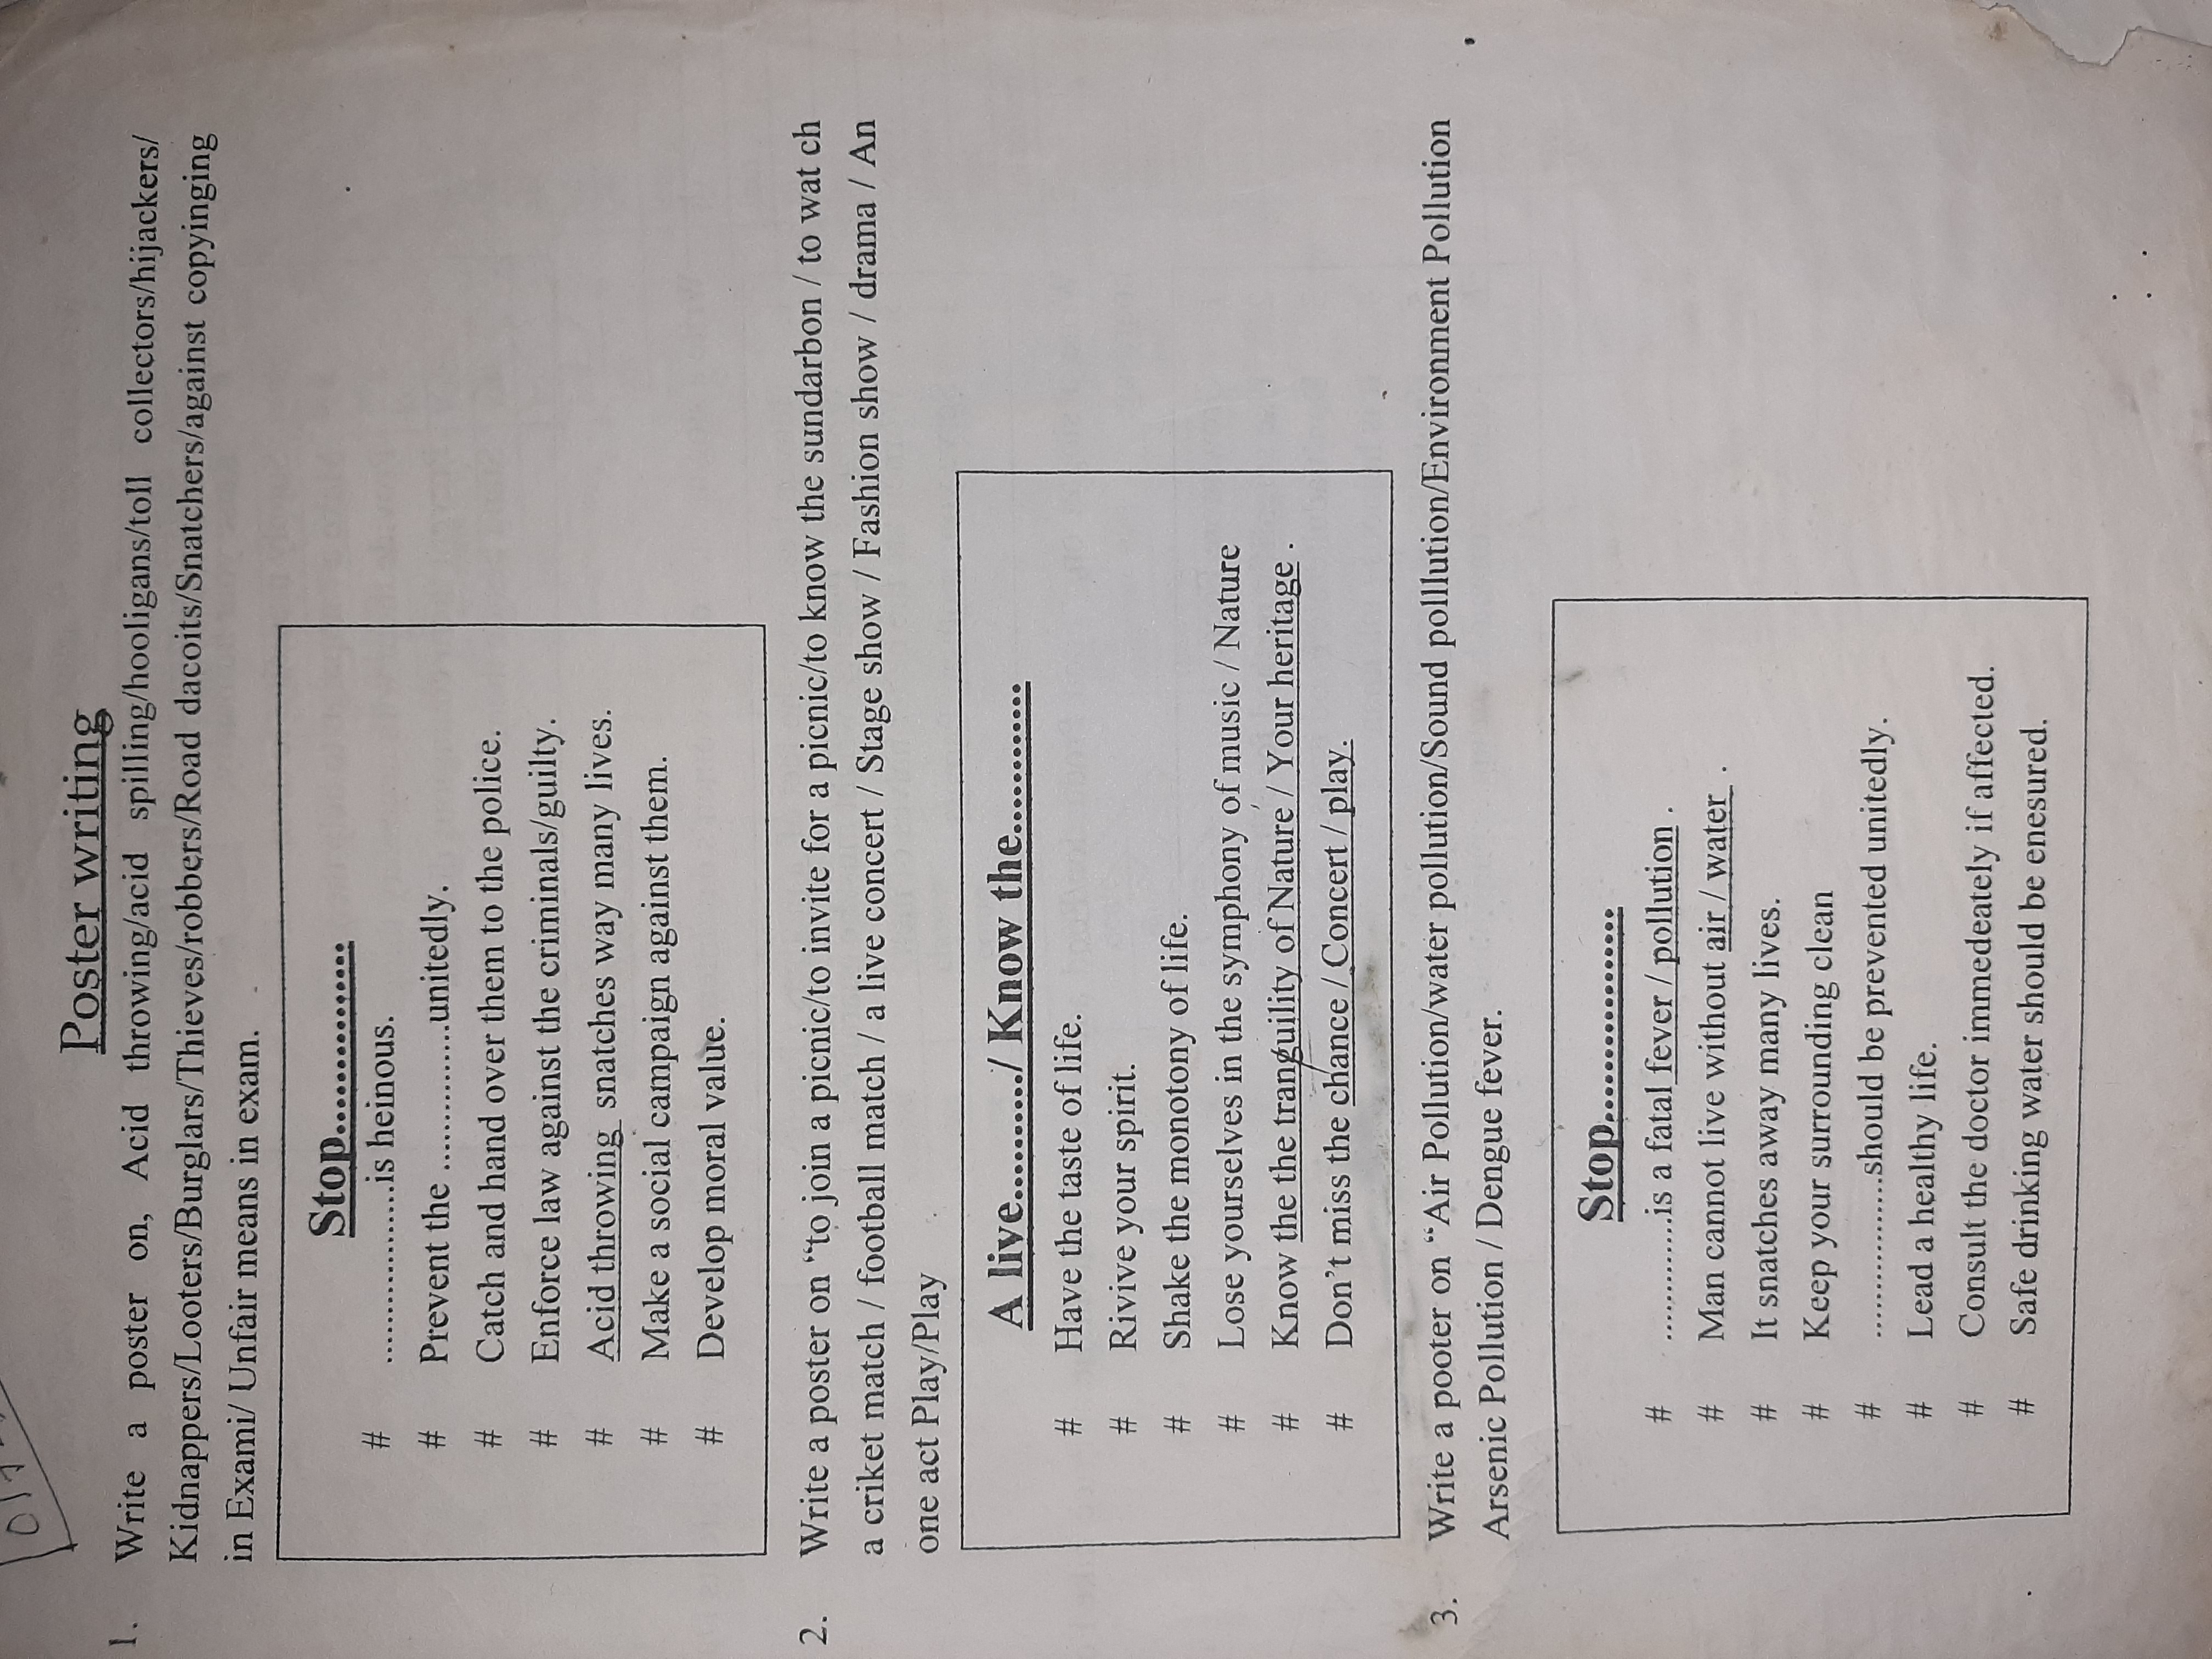 Poster writing
1. Write a poster on, Acid throwing/acid spilling/hooligans/toll collectors/hijackers/
Kidnappers/Looters/Burglars/Thieves/robbers/Road dacoits/Snatchers/against copyinging
in Exami/ Unfair means in exam.
Stop...............
# ..................is heinous.
# Prevent the ...............unitedly.
# Catch and hand over them to the police.
# Enforce law against the criminals/guilty.
# Acid throwing snatches way many lives.
# Make a social campaign against them.
# Develop moral value.
2. Write a poster on “to join a picnic/to invite for a picnic/to know the sundarbon / to wat ch
a criket match / football match / a live concert / Stage show / Fashion show / drama / An
one act Play/Play
A live........../ Know the............
# Have the taste of life.
# Rivive your spirit.
# Shake the monotony of life.
# Lose yourselves in the symphony of music / Nature
# Know the the tranguility of Nature / Your heritage .
# Don’t miss the chance / Concert / play.
3. Write a pooter on “Air Pollution/water pollution/Sound polllution/Environment Pollution
Arsenic Pollution / Dengue fever.
Stop.................
# .............is a fatal fever / pollution .
# Man cannot live without air / water .
# It snatches away many lives.
# Keep your surrounding clean
# .................should be prevented unitedly.
# Lead a healthy life.
# Consult the doctor immedeately if affected.
# Safe drinking water should be enesured.